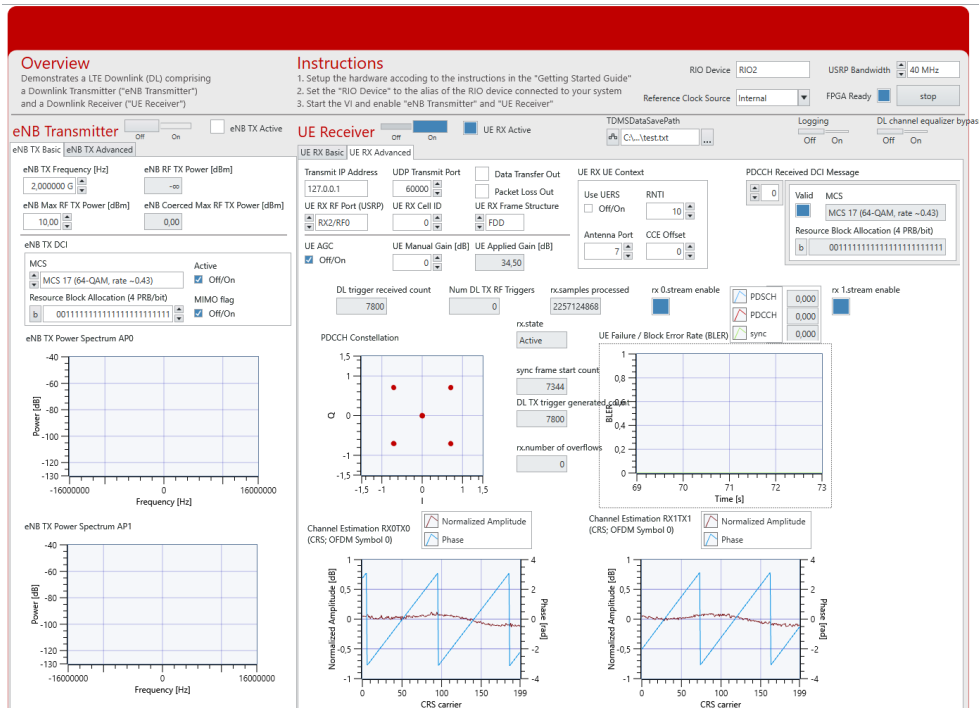 Overview
Demonstrates a LTE Downlink (DL) comprising
a Downlink Transmitter ("eNB Transmitter")
and a Downlink Receiver ("UE Receiver")
Instructions
1. Setup the hardware accoding to the instructions in the "Getting Started Guide"
2. Set the "RIO Device" to the alias of the RIO device connected to your system
3. Start the VI and enable "eNB Transmitter" and "UE Receiver"
RIO Device RIO2
USRP Bandwidth 40 MHz
Reference Clock Source Internal
FPGA Ready stop
eNB Transmitter Off On eNB TX Active
eNB TX Basic eNB TX Advanced
eNB TX Frequency [Hz] eNB RF TX Power [dBm]
2,000000 G -∞
eNB Max RF TX Power [dBm] eNB Coerced Max RF TX Power [dBm]
10,00 0,00
eNB TX DCI
MCS Active
MCS 17 (64-QAM, rate ~0.43) Off/On
Resource Block Allocation (4 PRB/bit) MIMO flag
b 0011111111111111111111111 Off/On
eNB TX Power Spectrum AP0
Power [dB]
-40
-60
-80
-100
-120
-130
-16000000 0 16000000
Frequency [Hz]
eNB TX Power Spectrum AP1
Power [dB]
-40
-60
-80
-100
-120
-130
-16000000 0 16000000
Frequency [Hz]
UE Receiver Off On UE RX Active
TDMSDataSavePath
C:\...\test.txt ...
Logging
Off On
DL channel equalizer bypas
Off On
UE RX Basic UE RX Advanced
Transmit IP Address UDP Transmit Port Data Transfer Out
127.0.0.1 60000 Packet Loss Out
UE RX RF Port (USRP) UE RX Cell ID UE RX Frame Structure
RX2/RF0 0 FDD
UE AGC UE Manual Gain [dB] UE Applied Gain [dB]
Off/On 0 34,50
UE RX UE Context
Use UERS RNTI
Off/On 10
Antenna Port CCE Offset
7 0
PDCCH Received DCI Message
0 Valid MCS
MCS 17 (64-QAM, rate ~0.43)
Resource Block Allocation (4 PRB/bit)
b 0011111111111111111111111
DL trigger received count Num DL TX RF Triggers rx.samples processed rx 0.stream enable
7800 0 2257124868
PDSCH 0,000
PDCCH 0,000
sync 0,000
rx 1.stream enable
PDCCH Constellation
Q
1,5
1
0
-1
-1,5
-1,5 -1 0 1 1,5
I
rx.state
Active
sync frame start count
7344
DL TX trigger generated count
7800
rx.number of overflows
0
UE Failure / Block Error Rate (BLER)
BLER
1
0,8
0,6
0,4
0,2
0
69 70 71 72 73
Time [s]
Channel Estimation RX0TX0
(CRS; OFDM Symbol 0)
Normalized Amplitude
Phase
Normalized Amplitude [dB]
1
0,5
0
-0,5
-1
4
2
0
-2
-4
Phase [rad]
0 50 100 150 199
CRS carrier
Channel Estimation RX1TX1
(CRS; OFDM Symbol 0)
Normalized Amplitude
Phase
Normalized Amplitude [dB]
1
0,5
0
-0,5
-1
4
2
0
-2
-4
Phase [rad]
0 50 100 150 199
CRS carrier